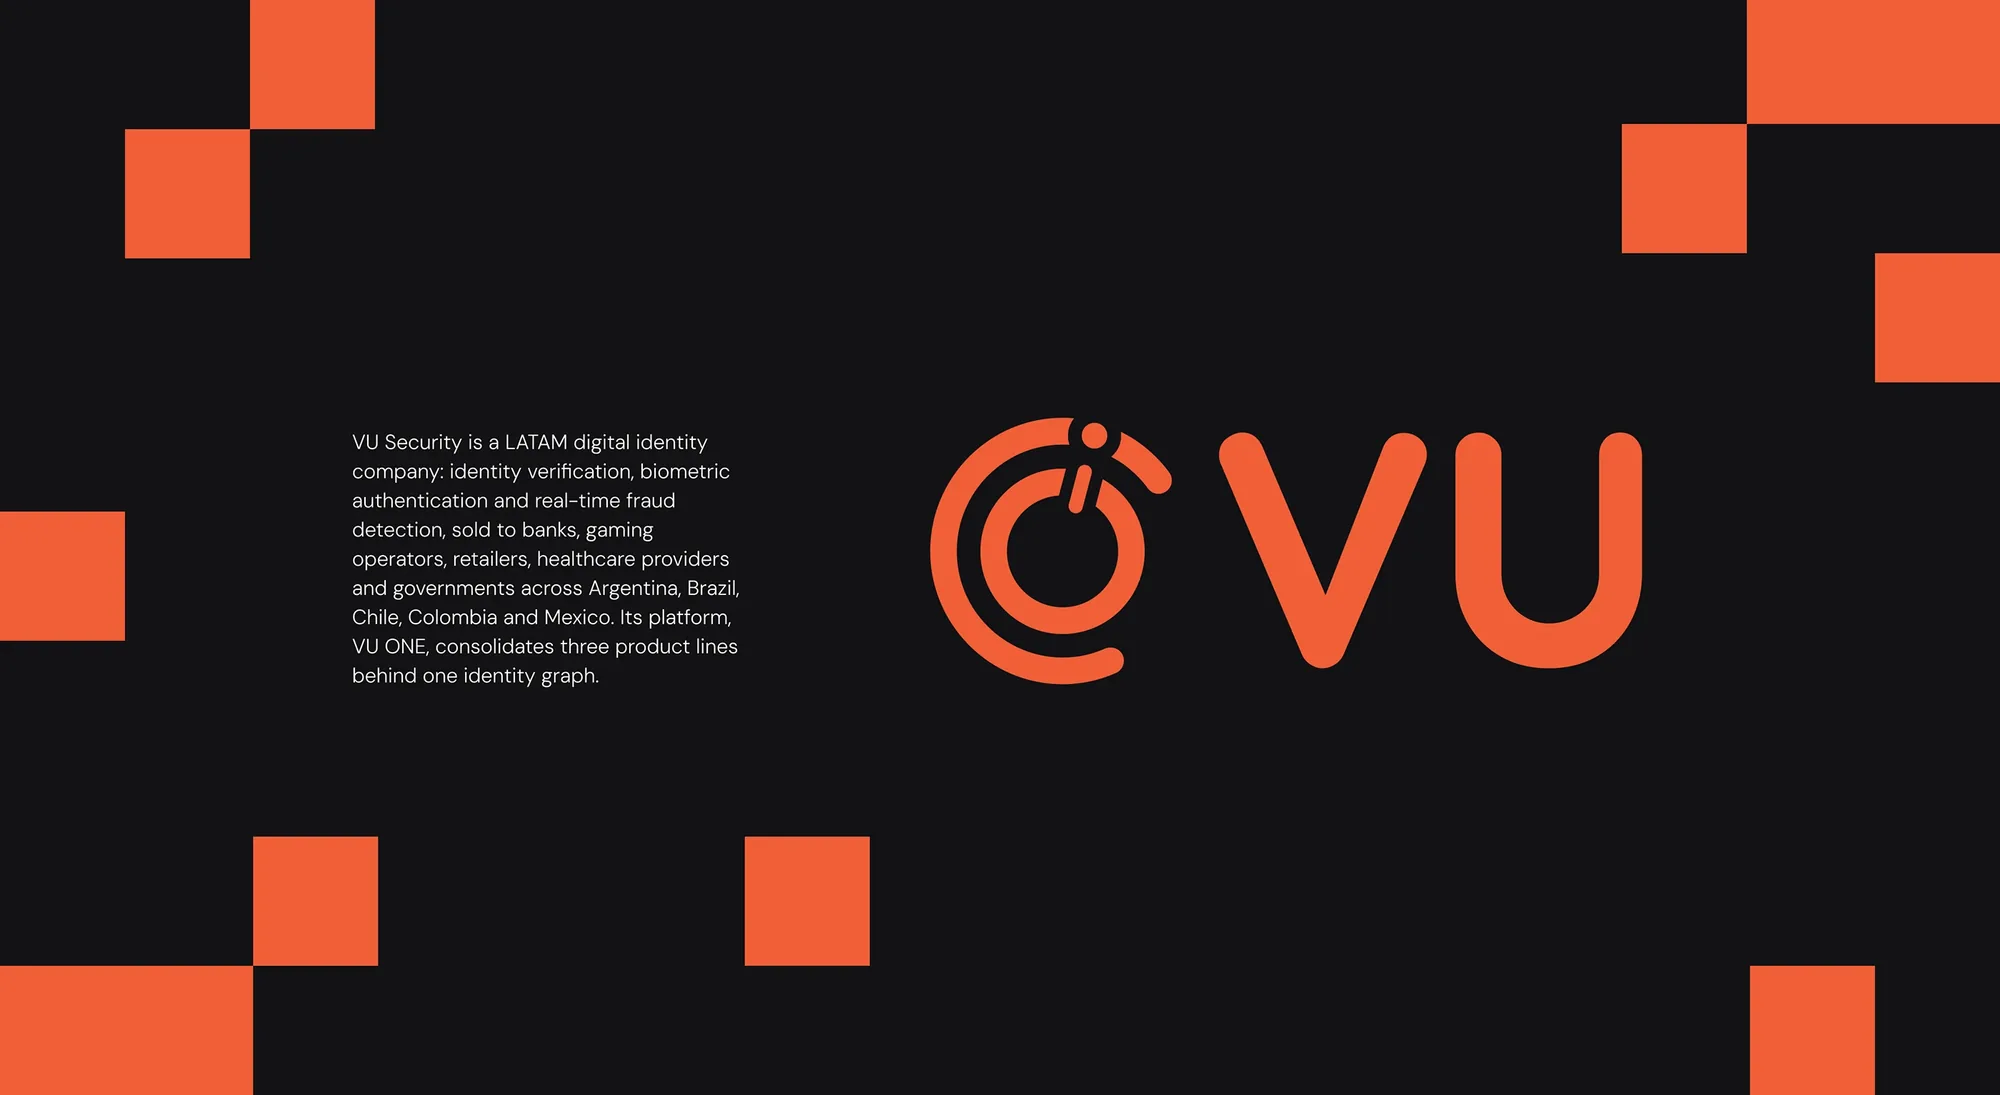 VU Security is a LATAM digital identity
company: identity verification, biometric
authentication and real-time fraud
detection, sold to banks, gaming
operators, retailers, healthcare providers
and governments across Argentina, Brazil,
Chile, Colombia and Mexico. Its platform,
VU ONE, consolidates three product lines
behind one identity graph.
VU